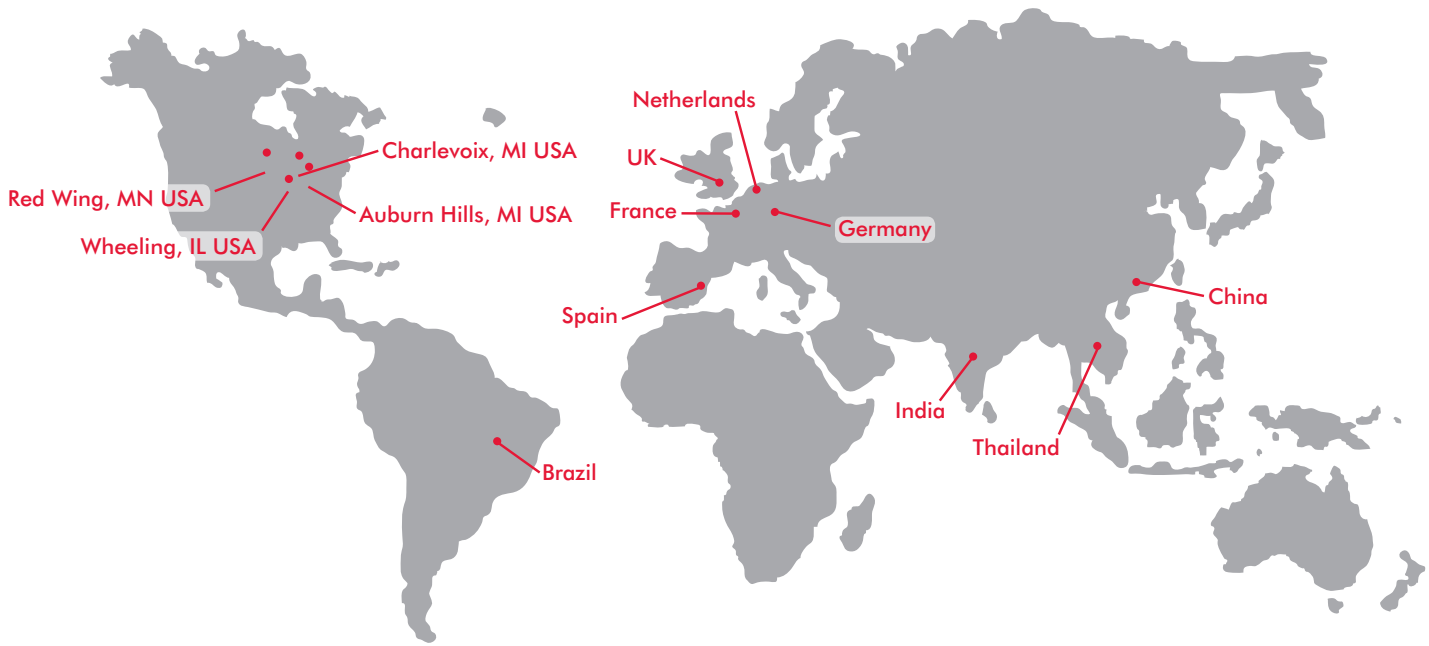 Netherlands
Charlevoix, MI USA
UK
Red Wing, MN USA
France
Auburn Hills, MI USA
Germany
Wheeling, IL USA
China
Spain
India
Thailand
Brazil